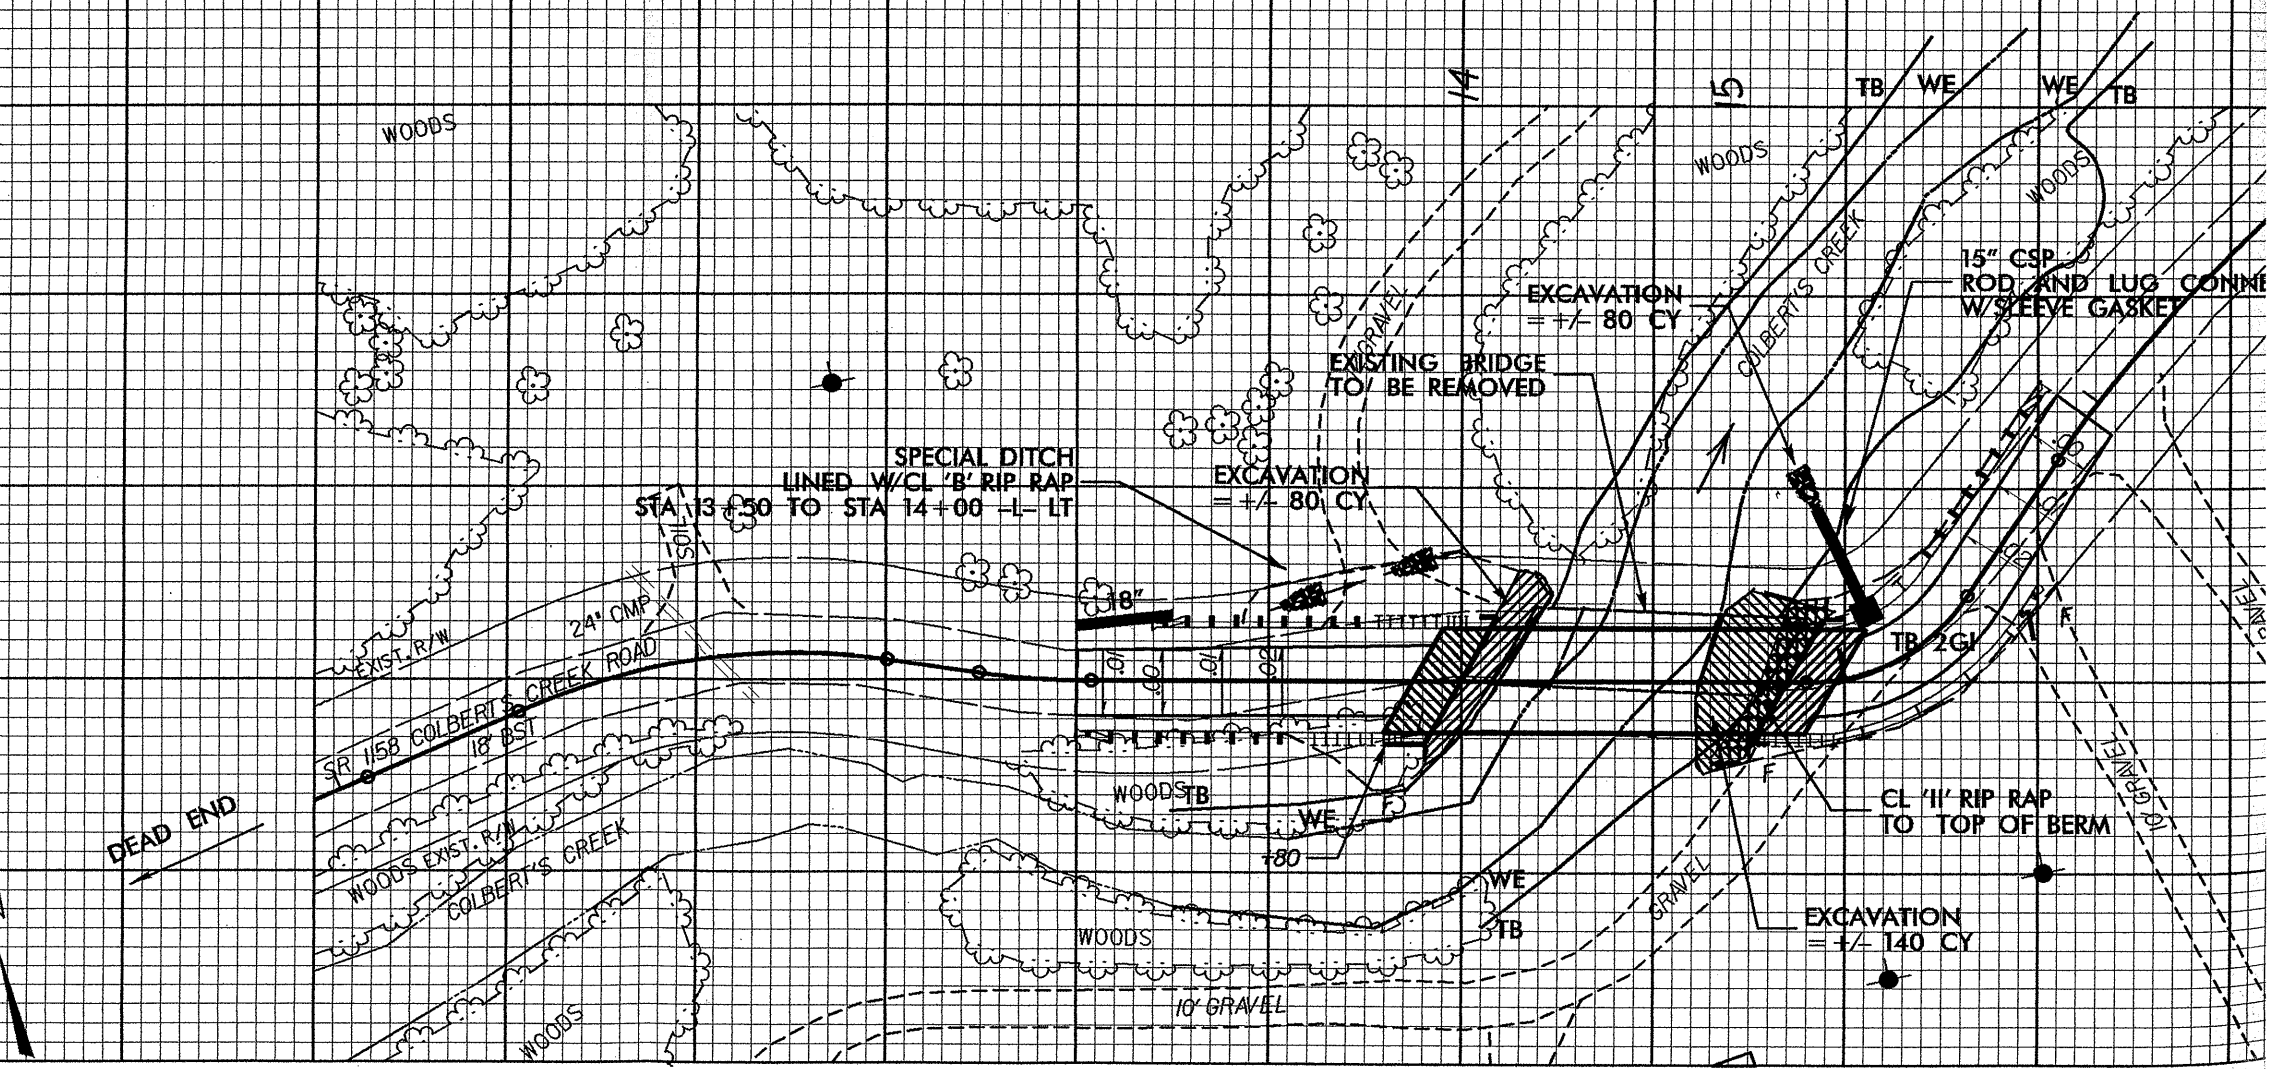 14
15
TB
WE
WE
TB
WOODS
WOODS
WOODS
COLBERT'S CREEK
15" CSP
ROD AND LUG CONNE
W/SLEEVE GASKET
EXCAVATION
= +/- 80 CY
GRAVEL
EXISTING BRIDGE
TO BE REMOVED
SPECIAL DITCH
LINED W/CL 'B' RIP RAP
STA 13+50 TO STA 14+00 -L- LT
EXCAVATION
= +/- 80 CY
SOIL
18"
24" CMP
EXIST. R/W
SR 1158 COLBERT'S CREEK ROAD
18' BST
.01
.00
.01
.02
TB 2GI
F
F
DEAD END
WOODS
EXIST. R/W
COLBERT'S CREEK
WOODS
TB
WE
+80
CL 'II' RIP RAP
TO TOP OF BERM
10' GRAVEL
WE
TB
GRAVEL
EXCAVATION
= +/- 140 CY
WOODS
10' GRAVEL
WOODS